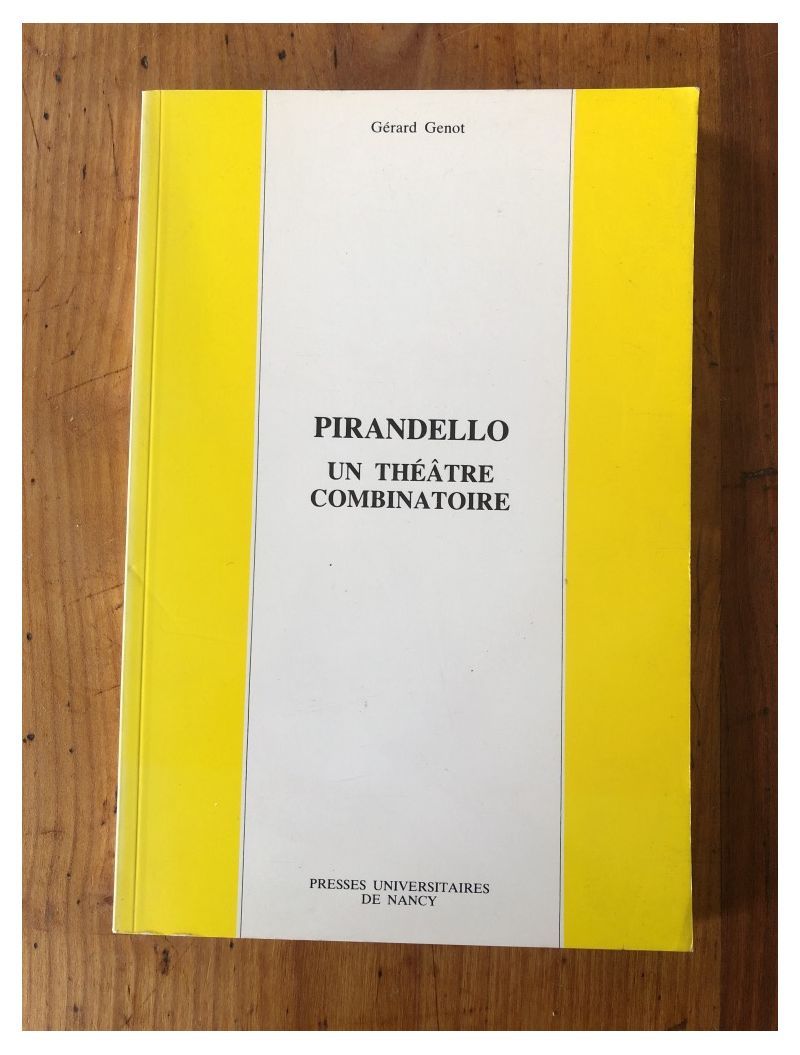 Gérard Genot
PIRANDELLO
UN THÉÂTRE
COMBINATOIRE
PRESSES UNIVERSITAIRES
DE NANCY